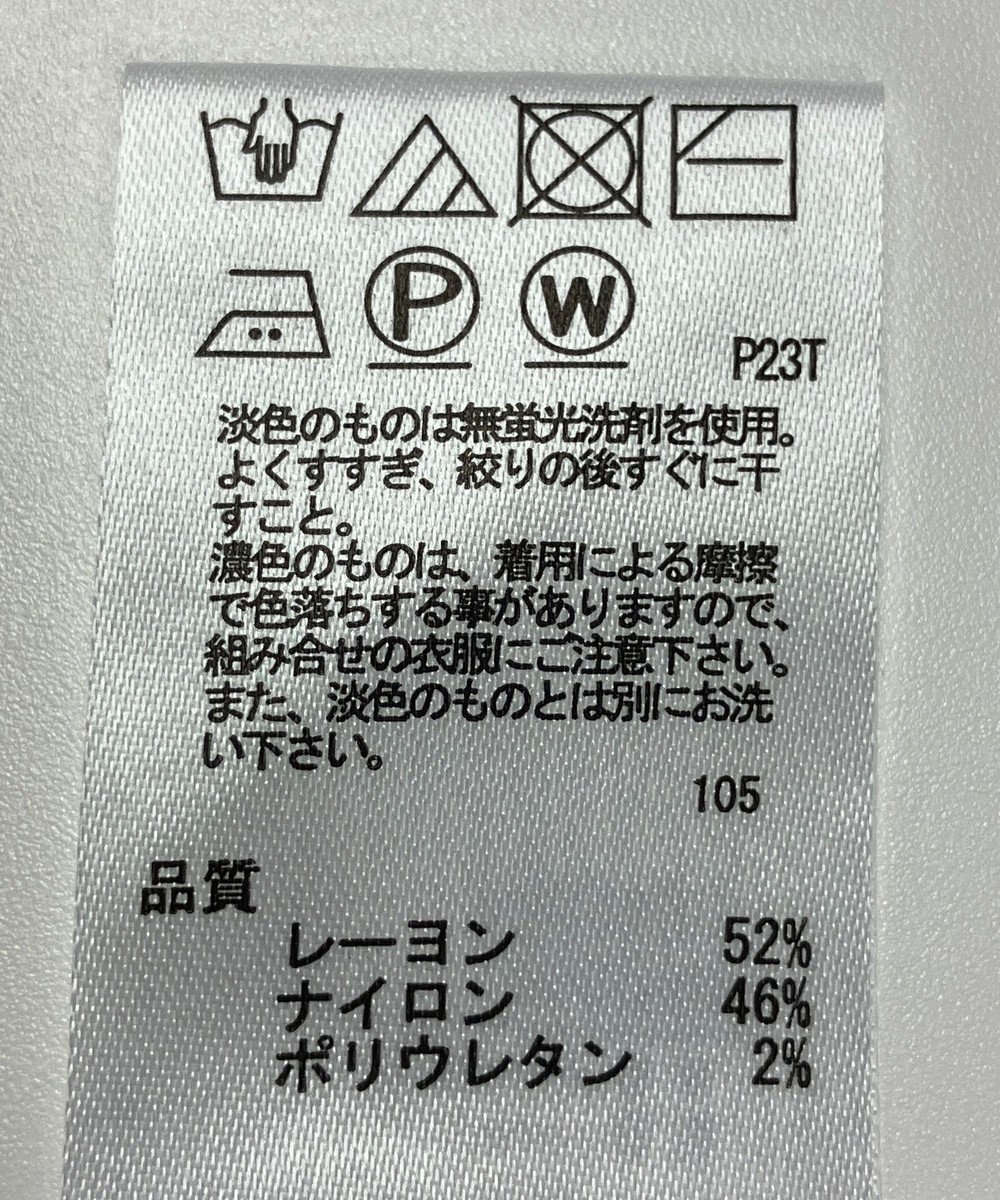 P W
P23T
淡色のものは無蛍光洗剤を使用。
よくすすぎ、絞りの後すぐに干
すこと。
濃色のものは、着用による摩擦
で色落ちする事がありますので、
組み合せの衣服にご注意下さい。
また、淡色のものとは別にお洗
い下さい。
105
品質
レーヨン 52%
ナイロン 46%
ポリウレタン 2%